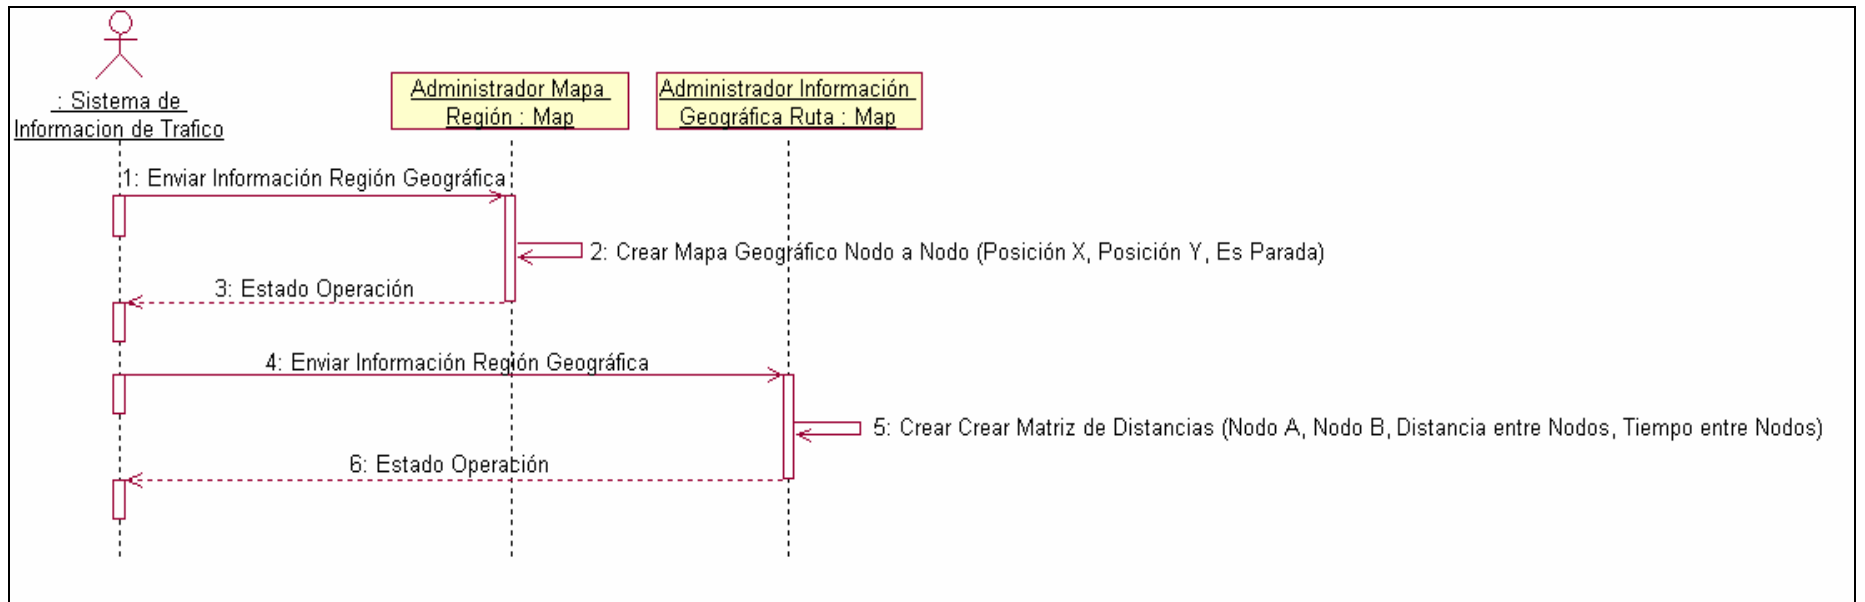 : Sistema de
Informacion de Trafico
Administrador Mapa
Región : Map
Administrador Información
Geográfica Ruta : Map
1: Enviar Información Región Geográfica
2: Crear Mapa Geográfico Nodo a Nodo (Posición X, Posición Y, Es Parada)
3: Estado Operación
4: Enviar Información Región Geográfica
5: Crear Crear Matriz de Distancias (Nodo A, Nodo B, Distancia entre Nodos, Tiempo entre Nodos)
6: Estado Operación